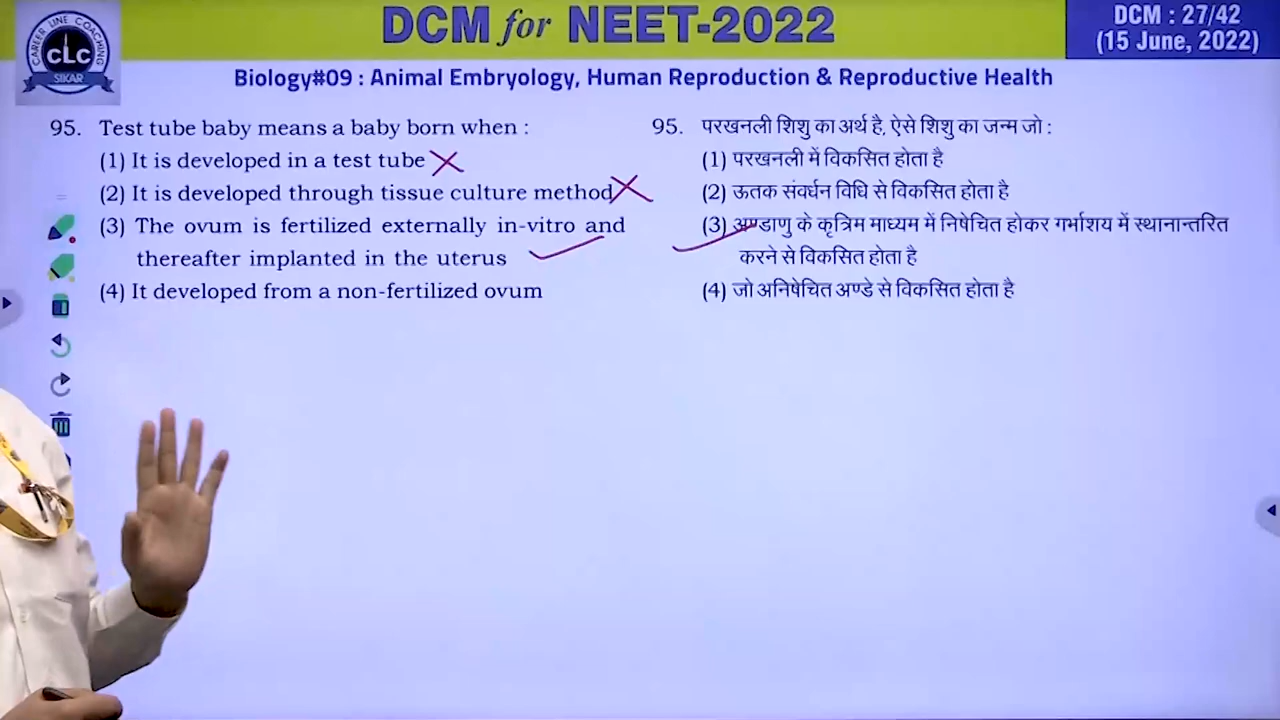 DCM for NEET-2022
DCM : 27/42
(15 June, 2022)
CAREER LINE COACHING
CLC
SIKAR
Biology#09 : Animal Embryology, Human Reproduction & Reproductive Health
95. Test tube baby means a baby born when :
(1) It is developed in a test tube
(2) It is developed through tissue culture method
(3) The ovum is fertilized externally in-vitro and
thereafter implanted in the uterus
(4) It developed from a non-fertilized ovum
95. परखनली शिशु का अर्थ है, ऐसे शिशु का जन्म जो :
(1) परखनली में विकसित होता है
(2) ऊतक संवर्धन विधि से विकसित होता है
(3) अण्डाणु के कृत्रिम माध्यम में निषेचित होकर गर्भाशय में स्थानान्तरित
करने से विकसित होता है
(4) जो अनिषेचित अण्डे से विकसित होता है